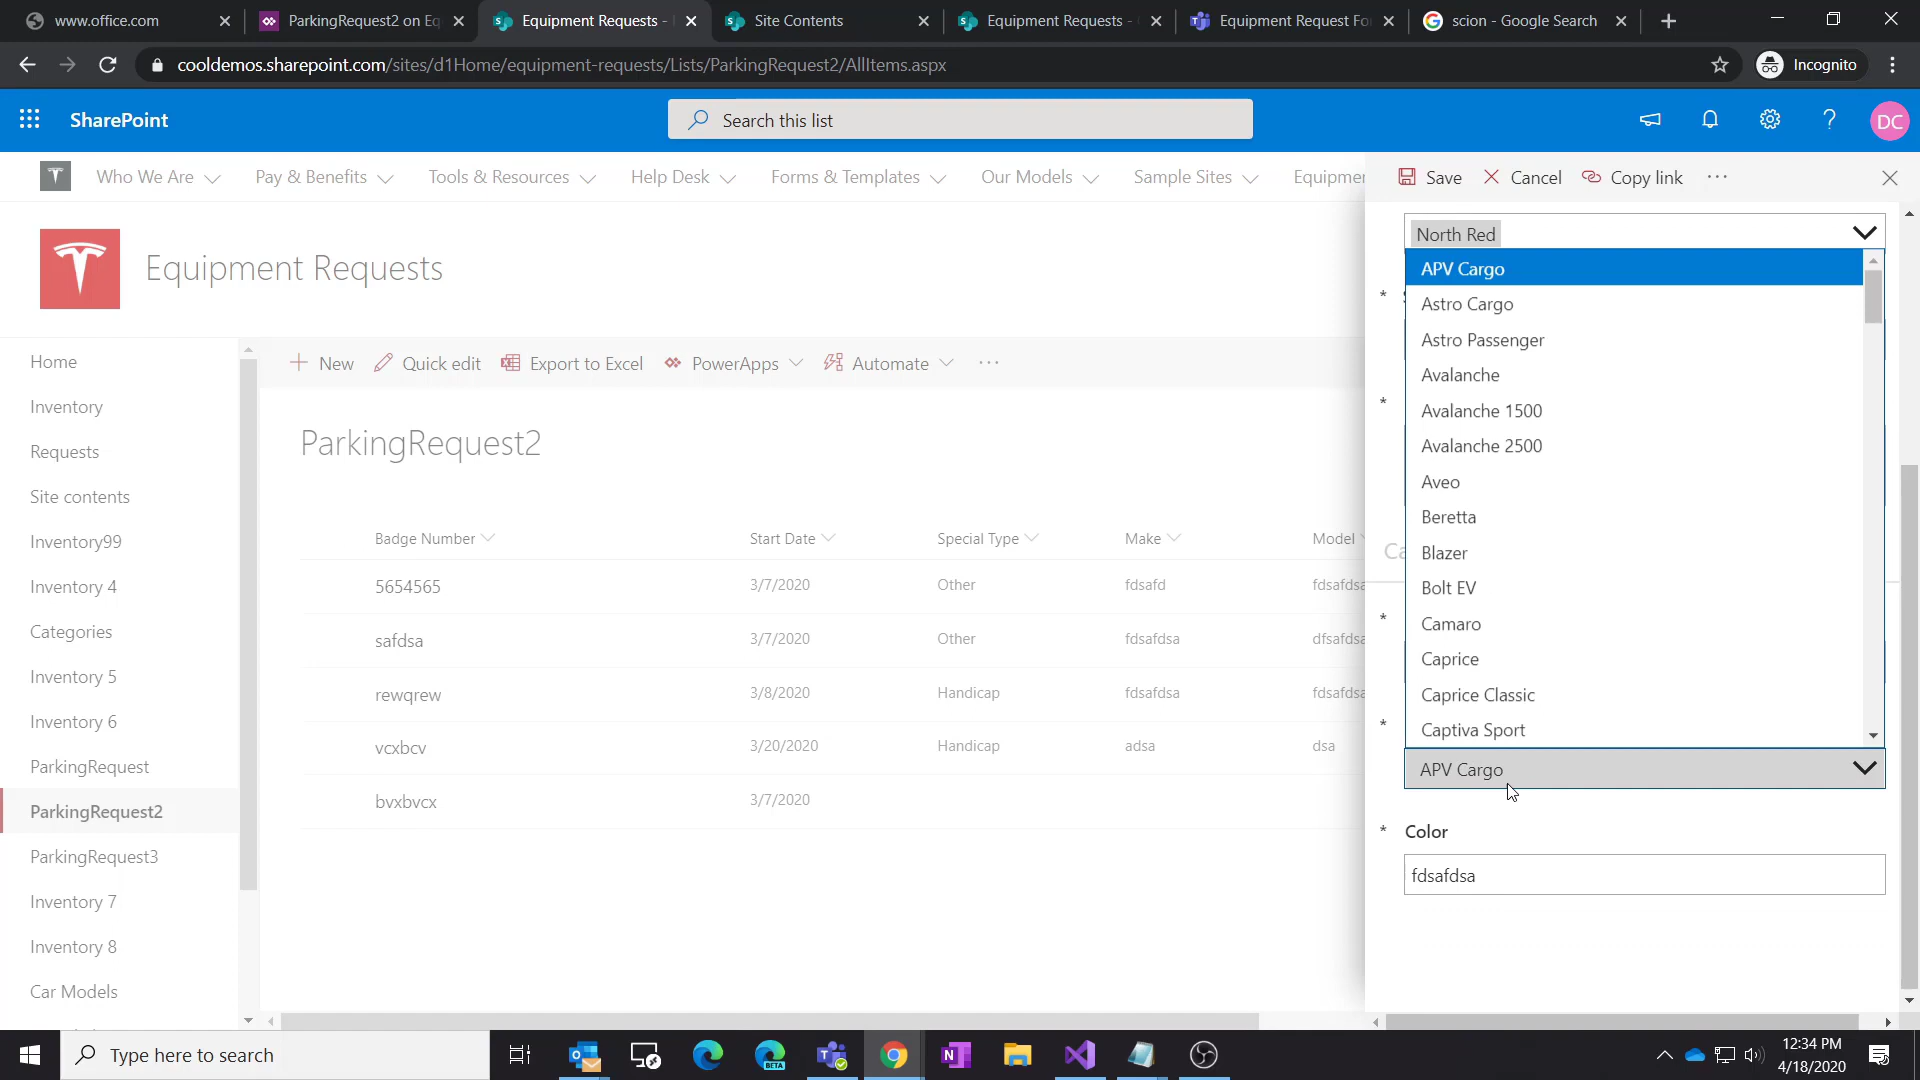 www.office.com
ParkingRequest2 on Eq
Equipment Requests -
Site Contents
Equipment Requests -
Equipment Request Fo
scion - Google Search
cooldemos.sharepoint.com/sites/d1Home/equipment-requests/Lists/ParkingRequest2/AllItems.aspx
Incognito
SharePoint
Search this list
DC
Who We Are
Pay & Benefits
Tools & Resources
Help Desk
Forms & Templates
Our Models
Sample Sites
Equipmer
Save
Cancel
Copy link
Equipment Requests
Home
Inventory
Requests
Site contents
Inventory99
Inventory 4
Categories
Inventory 5
Inventory 6
ParkingRequest
ParkingRequest2
ParkingRequest3
Inventory 7
Inventory 8
Car Models
New
Quick edit
Export to Excel
PowerApps
Automate
ParkingRequest2
Badge Number Start Date Special Type Make Model
5654565 3/7/2020 Other fdsafd fdsafdsa
safdsa 3/7/2020 Other fdsafdsa dfsafdsa
rewqrew 3/8/2020 Handicap fdsafdsa fdsafdsa
vcxbcv 3/20/2020 Handicap adsa dsa
bvxbvcx 3/7/2020
North Red
APV Cargo
Astro Cargo
Astro Passenger
Avalanche
Avalanche 1500
Avalanche 2500
Aveo
Beretta
Blazer
Bolt EV
Camaro
Caprice
Caprice Classic
Captiva Sport
APV Cargo
* Color
fdsafdsa
Type here to search
12:34 PM
4/18/2020